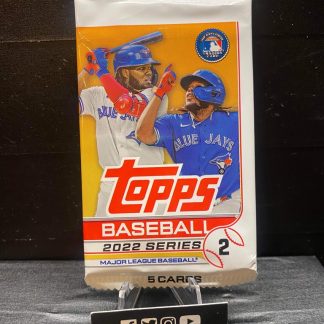 BLUE JAYS
BLUE JAYS
topps
BASEBALL
2022 SERIES
2
MAJOR LEAGUE BASEBALL
5 CARDS